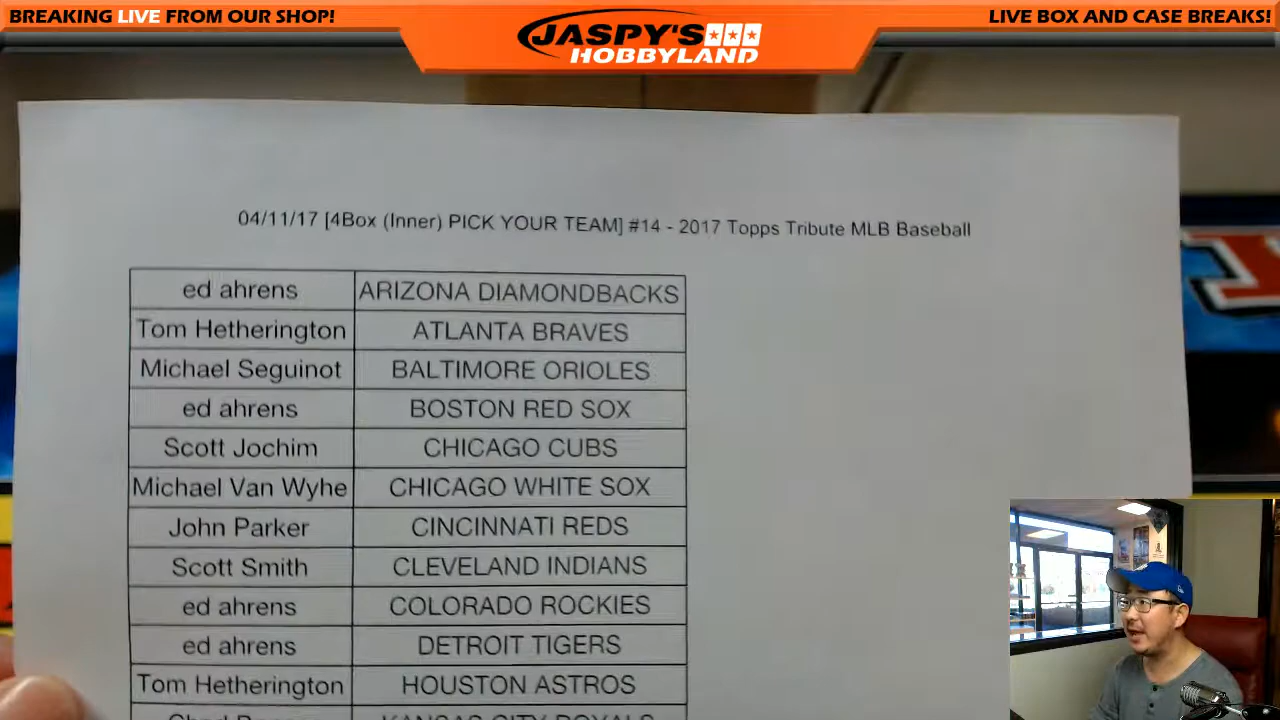 BREAKING LIVE FROM OUR SHOP!
JASPY'S
HOBBYLAND
LIVE BOX AND CASE BREAKS!
04/11/17 [4Box (Inner) PICK YOUR TEAM] #14 - 2017 Topps Tribute MLB Baseball
ed ahrens ARIZONA DIAMONDBACKS
Tom Hetherington ATLANTA BRAVES
Michael Seguinot BALTIMORE ORIOLES
ed ahrens BOSTON RED SOX
Scott Jochim CHICAGO CUBS
Michael Van Wyhe CHICAGO WHITE SOX
John Parker CINCINNATI REDS
Scott Smith CLEVELAND INDIANS
ed ahrens COLORADO ROCKIES
ed ahrens DETROIT TIGERS
Tom Hetherington HOUSTON ASTROS
KANSAS CITY ROYALS